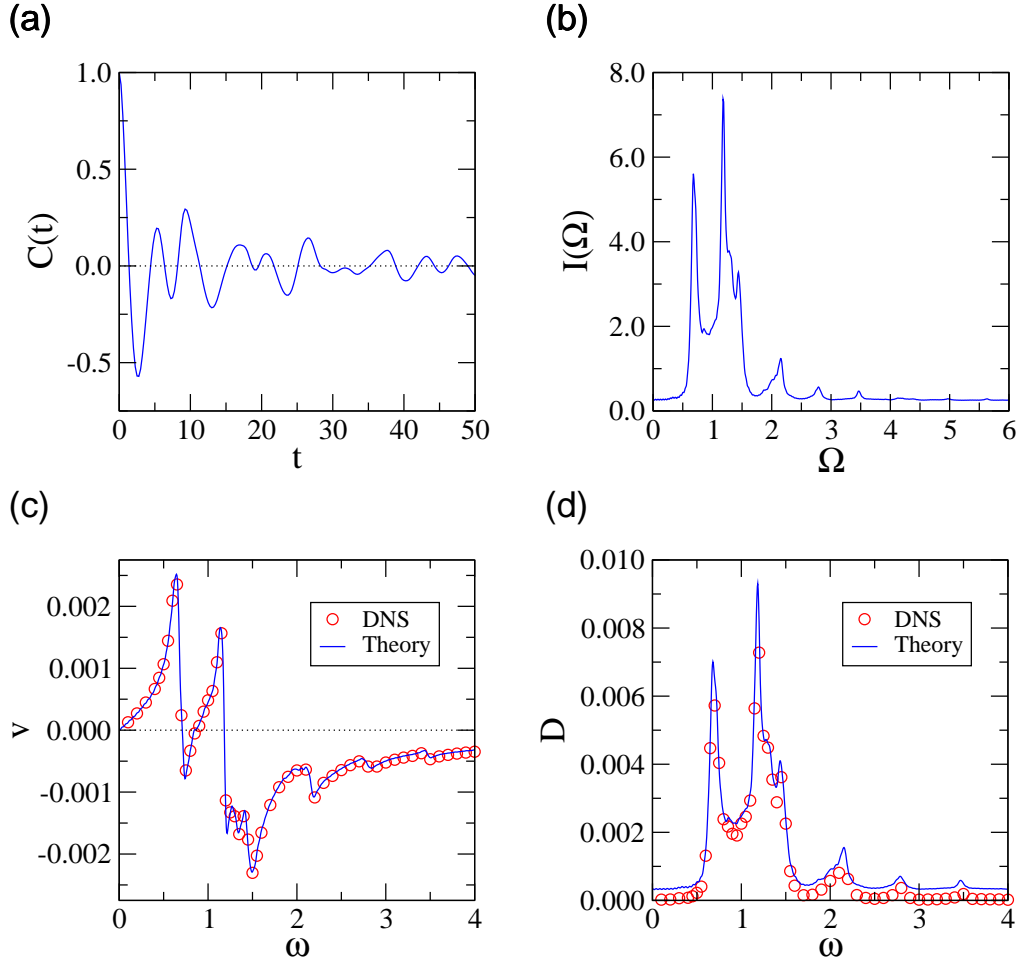 (a)
1.0
0.5
0.0
-0.5
C(t)
0 10 20 30 40 50
t
(b)
8.0
6.0
4.0
2.0
0.0
I(Ω)
0 1 2 3 4 5 6
Ω
(c)
0.002
0.001
0.000
-0.001
-0.002
v
DNS
Theory
0 1 2 3 4
ω
(d)
0.010
0.008
0.006
0.004
0.002
0.000
D
DNS
Theory
0 1 2 3 4
ω